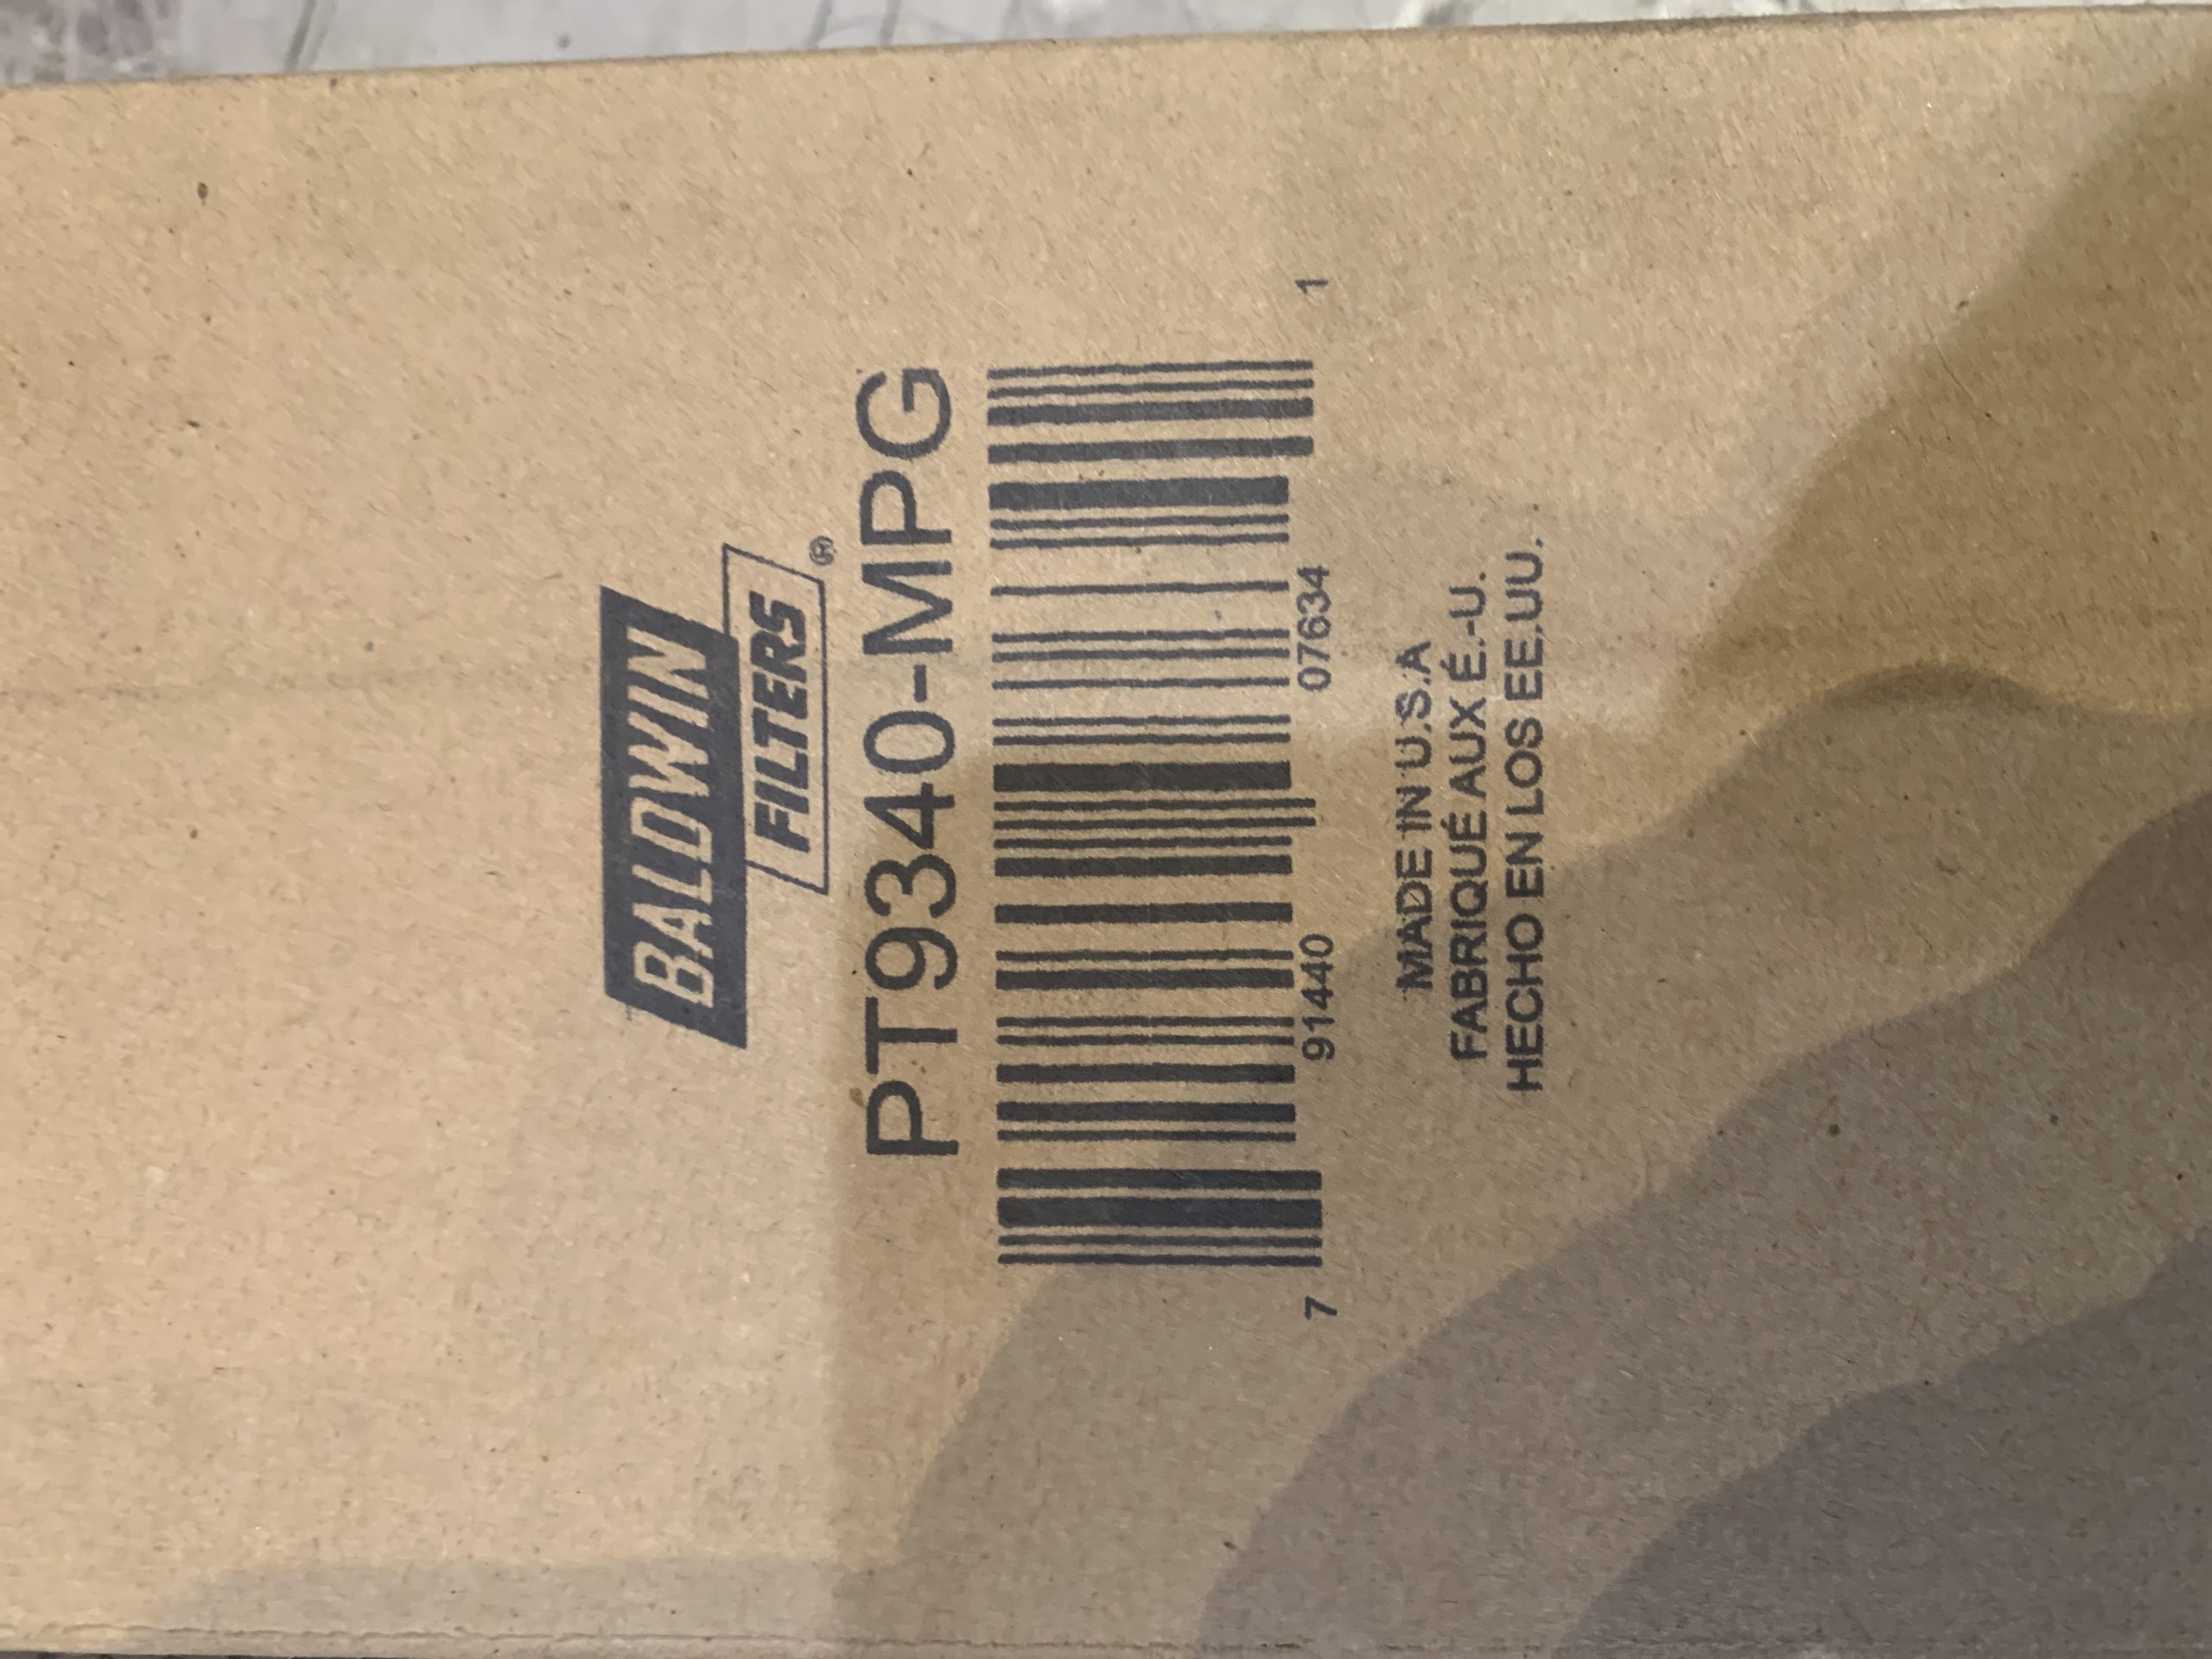 BALDWIN
FILTERS®
PT9340-MPG
7 91440 07634 1
MADE IN U.S.A
FABRIQUÉ AUX É.-U.
HECHO EN LOS EE.UU.